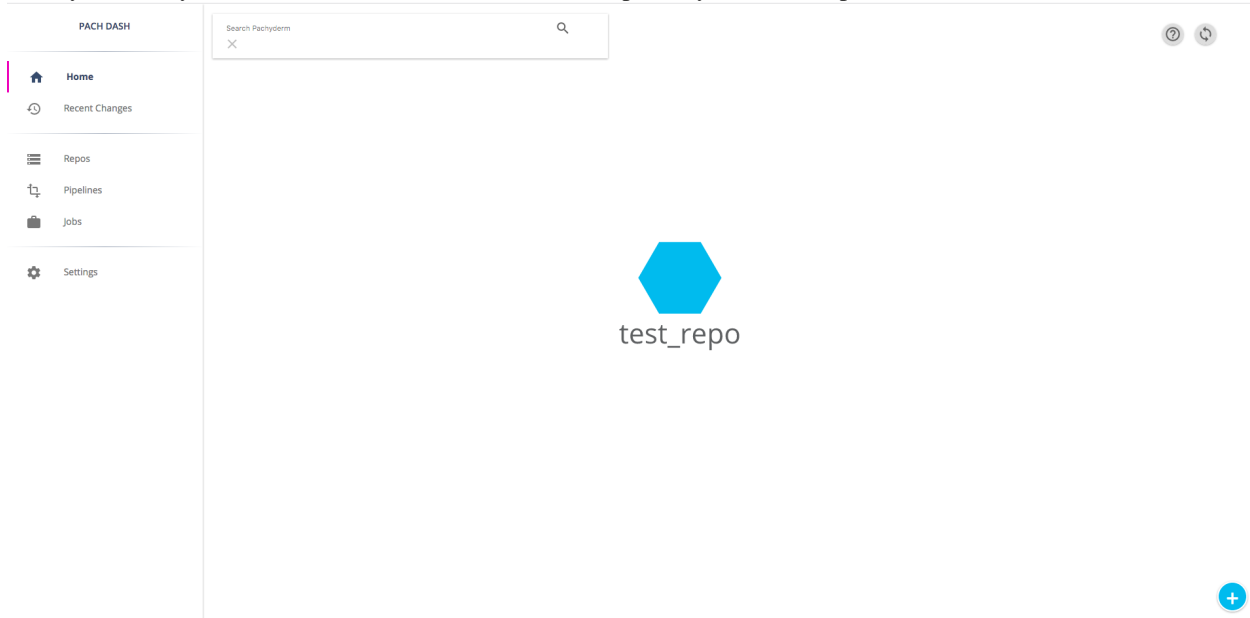 PACH DASH
Search Pachyderm
Home
Recent Changes
Repos
Pipelines
Jobs
Settings
test_repo